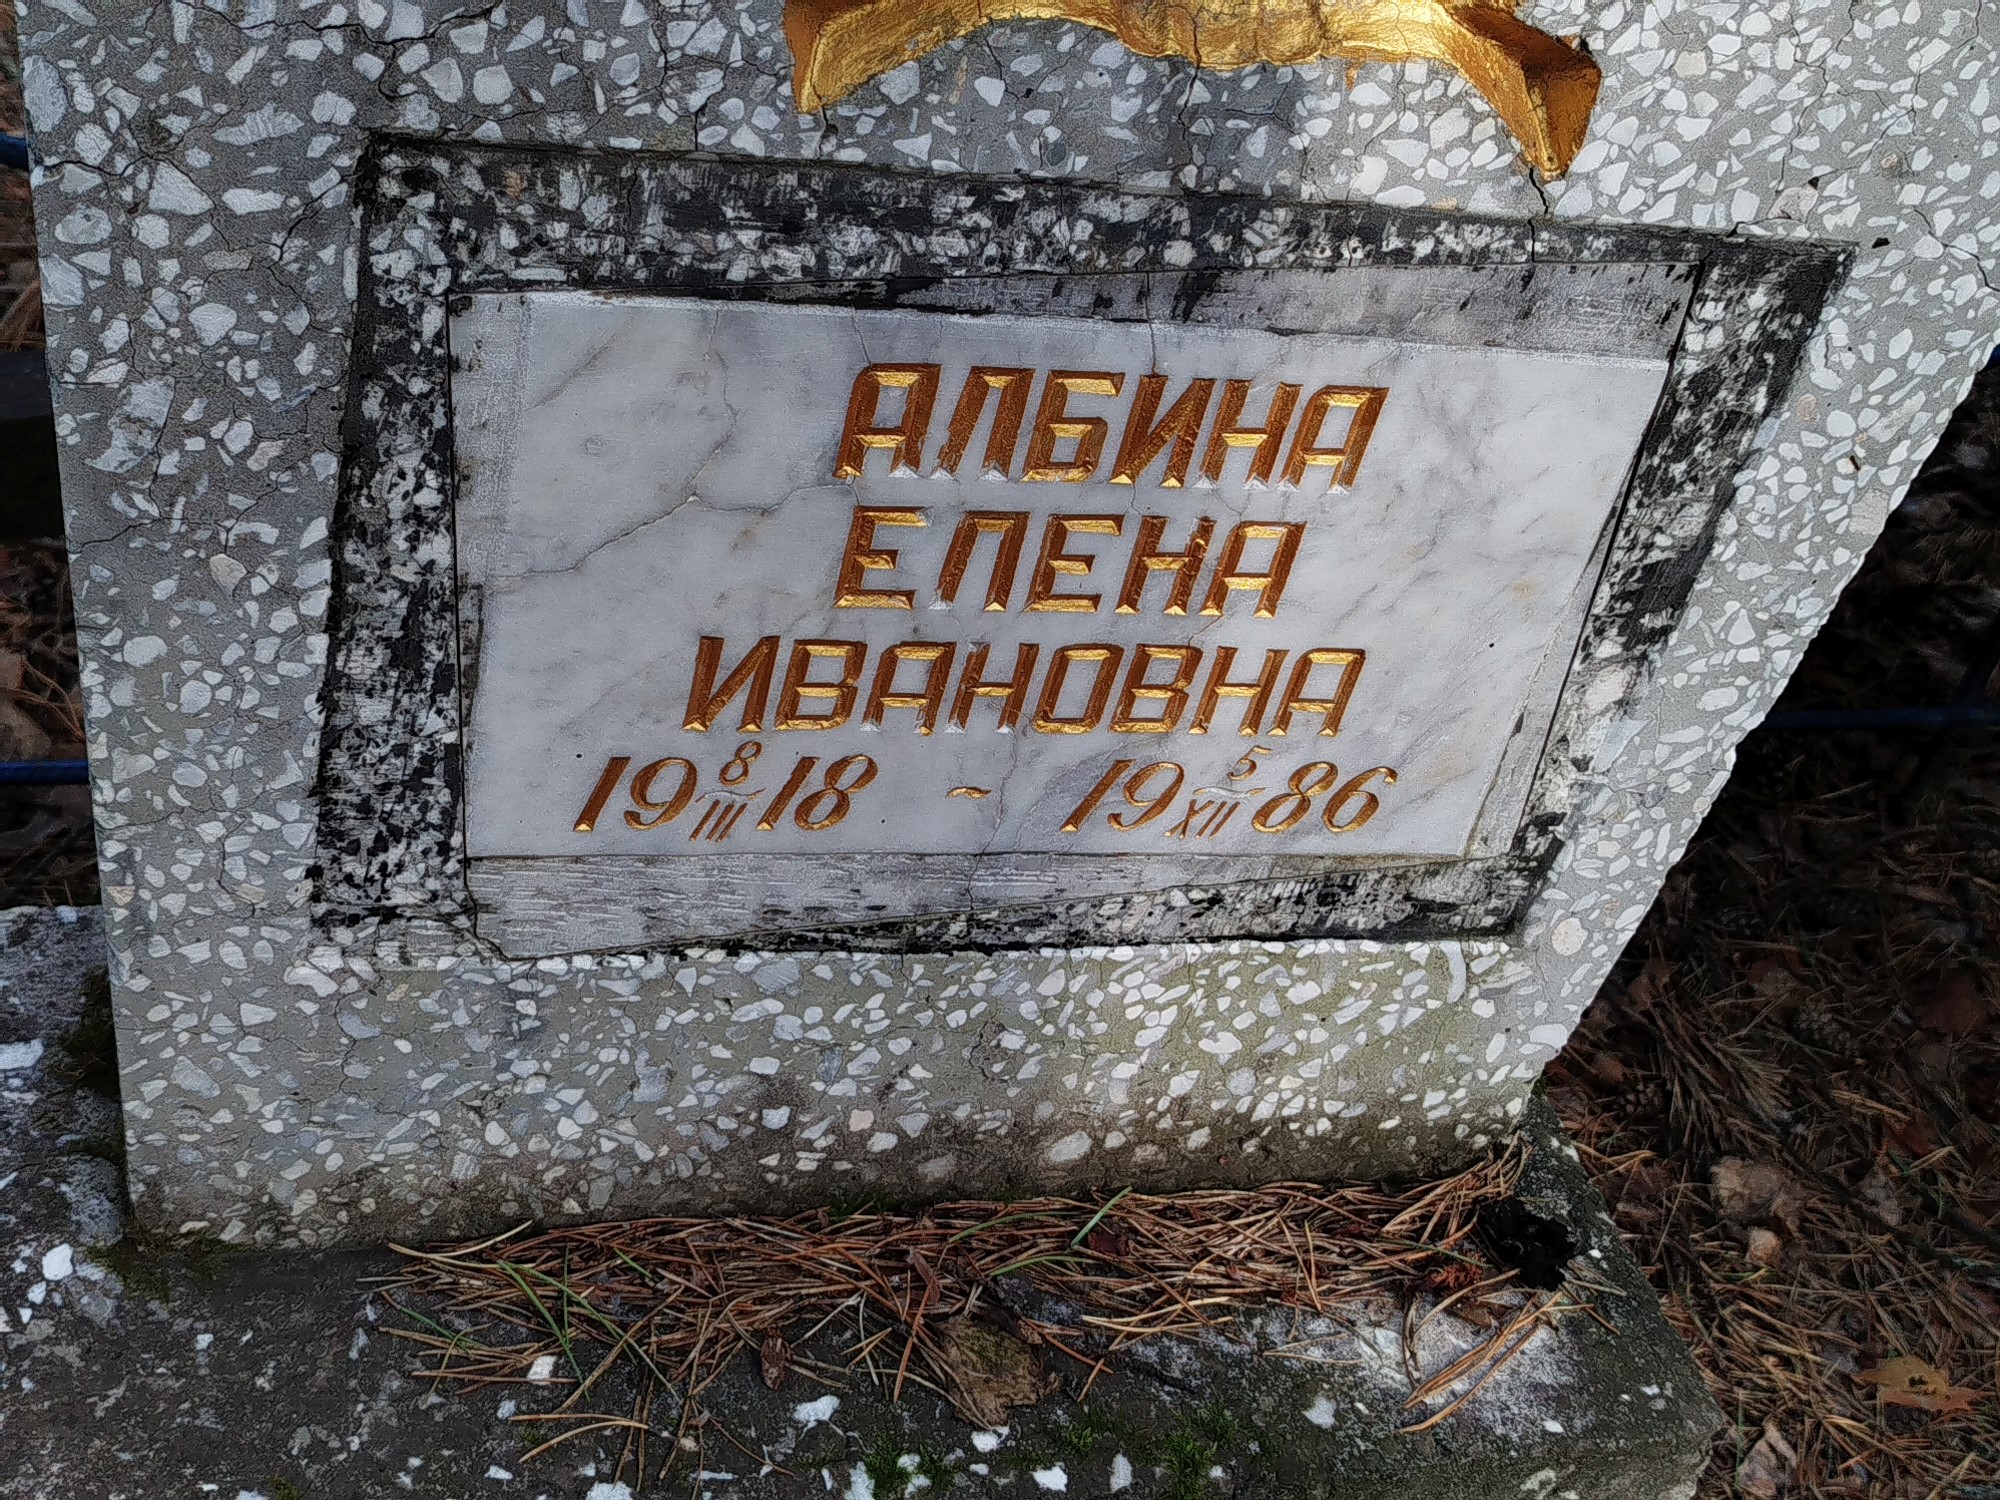 АЛБИНА
ЕЛЕНА
ИВАНОВНА
19 8/III 18 ~ 19 5/XII 86